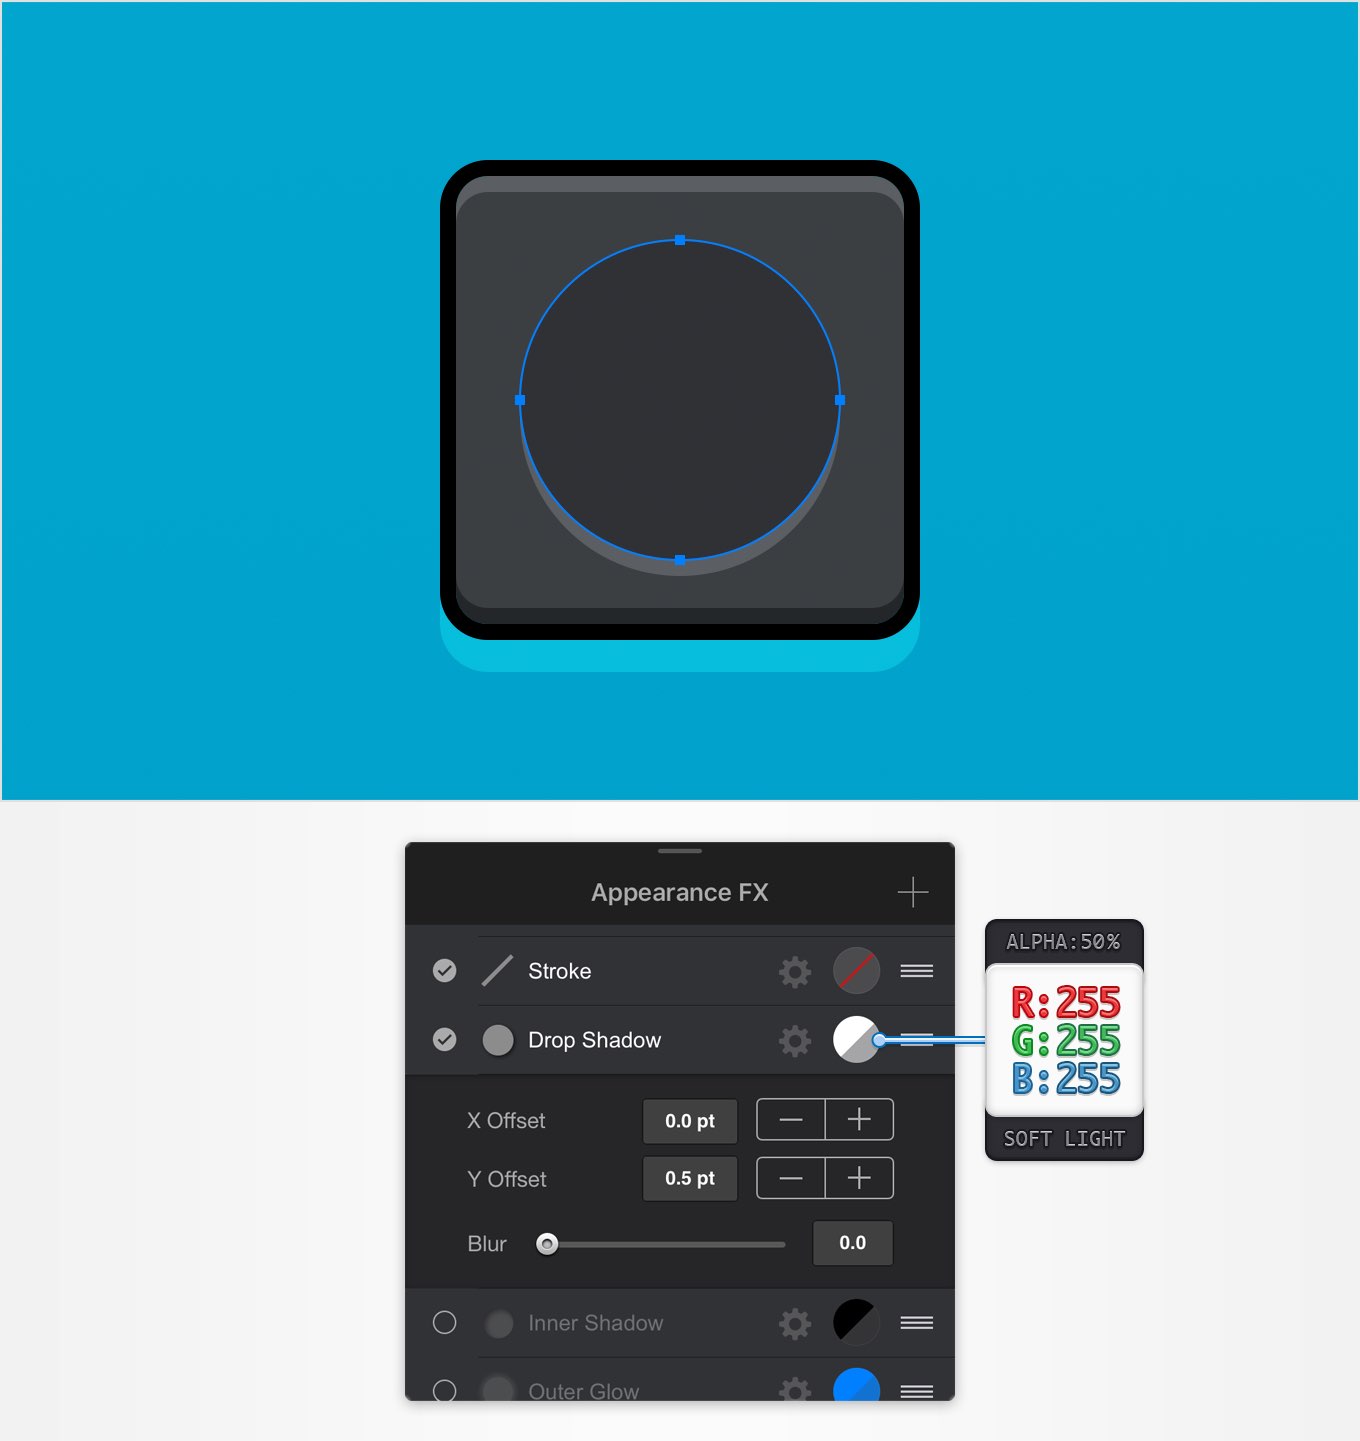 Appearance FX
Stroke
Drop Shadow
X Offset 0.0 pt
Y Offset 0.5 pt
Blur 0.0
Inner Shadow
Outer Glow
ALPHA:50%
R:255
G:255
B:255
SOFT LIGHT